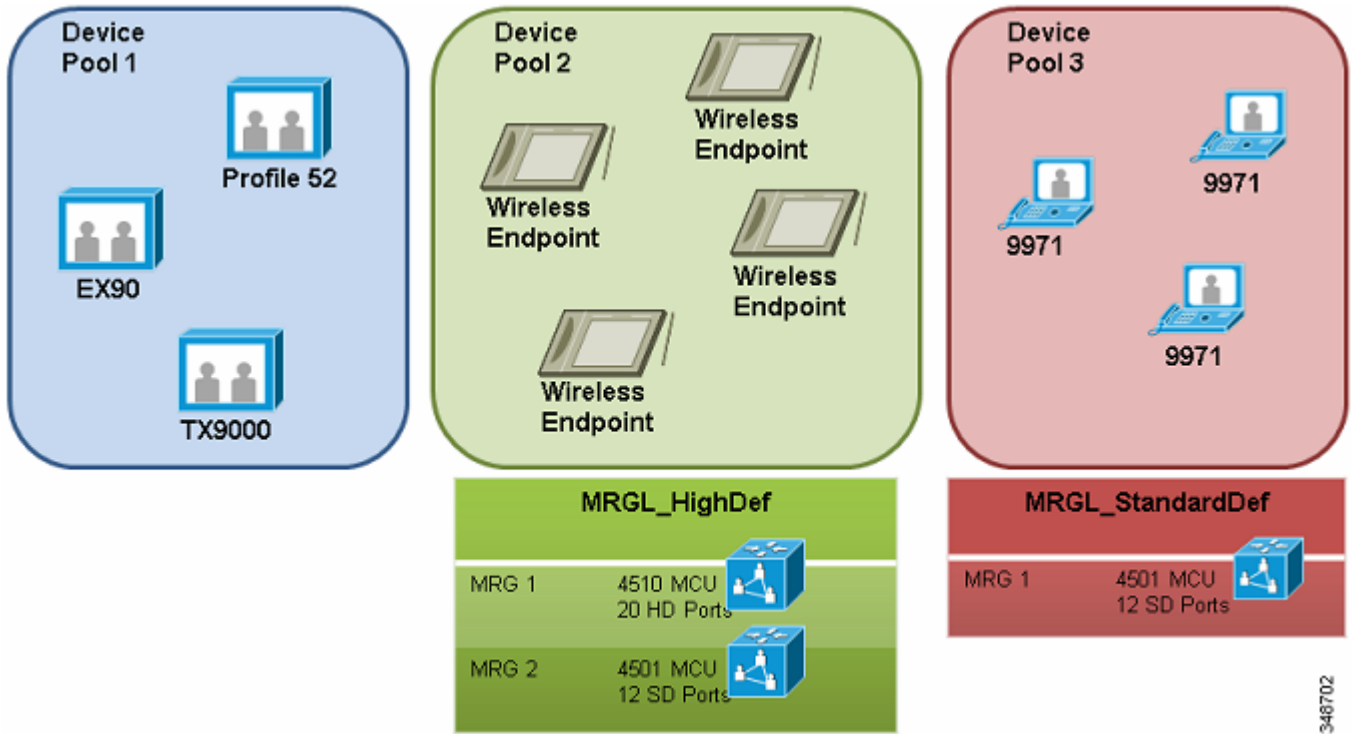 Device
Pool 1
Profile 52
EX90
TX9000
Device
Pool 2
Wireless
Endpoint
Wireless
Endpoint
Wireless
Endpoint
Wireless
Endpoint
Device
Pool 3
9971
9971
9971
MRGL_HighDef
MRG 1 4510 MCU
20 HD Ports
MRG 2 4501 MCU
12 SD Ports
MRGL_StandardDef
MRG 1 4501 MCU
12 SD Ports
348702